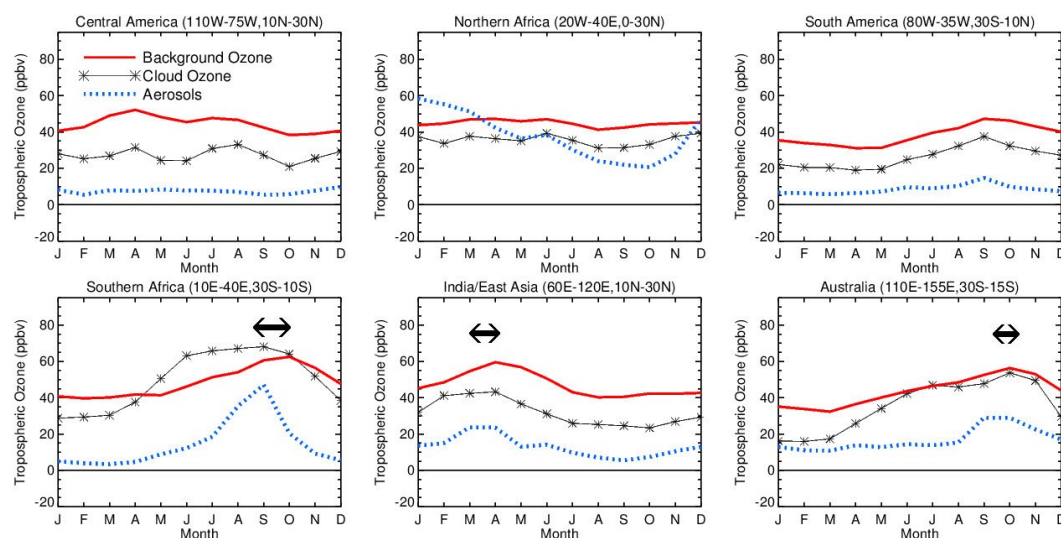 Central America (110W-75W,10N-30N)
Tropospheric Ozone (ppbv)
80
60
40
20
0
-20
Background Ozone
Cloud Ozone
Aerosols
J F M A M J J A S O N D
Month
Northern Africa (20W-40E,0-30N)
Tropospheric Ozone (ppbv)
80
60
40
20
0
-20
J F M A M J J A S O N D
Month
South America (80W-35W,30S-10N)
Tropospheric Ozone (ppbv)
80
60
40
20
0
-20
J F M A M J J A S O N D
Month
Southern Africa (10E-40E,30S-10S)
Tropospheric Ozone (ppbv)
80
60
40
20
0
-20
J F M A M J J A S O N D
Month
India/East Asia (60E-120E,10N-30N)
Tropospheric Ozone (ppbv)
80
60
40
20
0
-20
J F M A M J J A S O N D
Month
Australia (110E-155E,30S-15S)
Tropospheric Ozone (ppbv)
80
60
40
20
0
-20
J F M A M J J A S O N D
Month